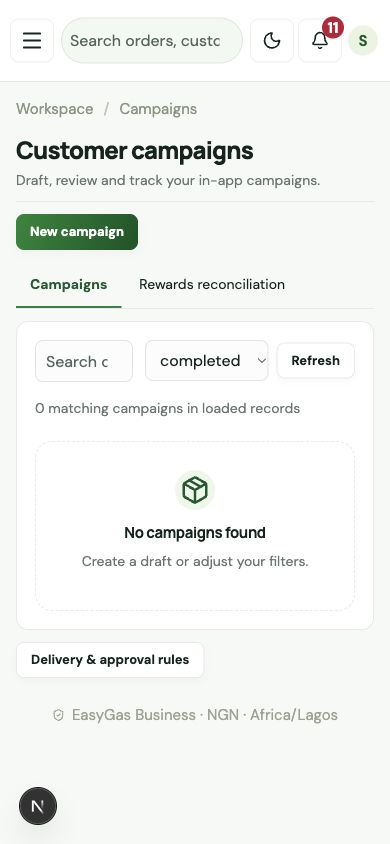 Search orders, custc
11
S
Workspace / Campaigns
Customer campaigns
Draft, review and track your in-app campaigns.
New campaign
Campaigns Rewards reconciliation
Search c completed Refresh
0 matching campaigns in loaded records
No campaigns found
Create a draft or adjust your filters.
Delivery & approval rules
EasyGas Business · NGN · Africa/Lagos
N